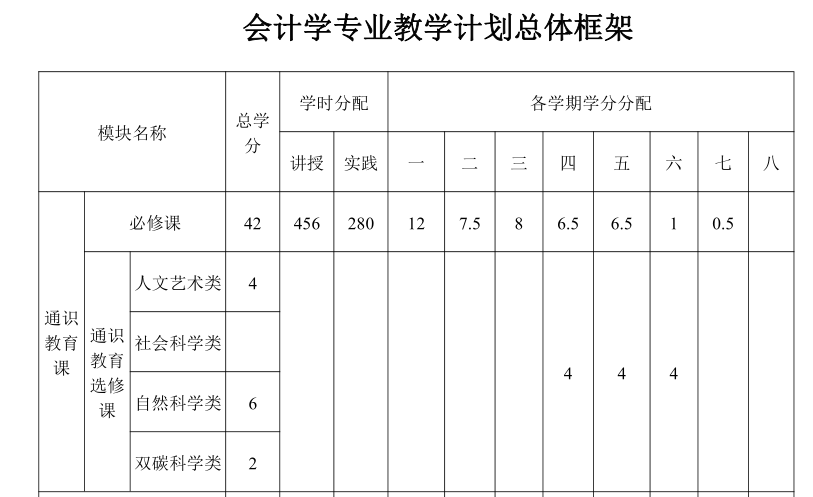 会计学专业教学计划总体框架
模块名称 总学分 学时分配 各学期学分分配
讲授 实践 一 二 三 四 五 六 七 八
通识教育课 必修课 42 456 280 12 7.5 8 6.5 6.5 1 0.5
通识教育选修课 人文艺术类 4
社会科学类 4 4 4
自然科学类 6
双碳科学类 2